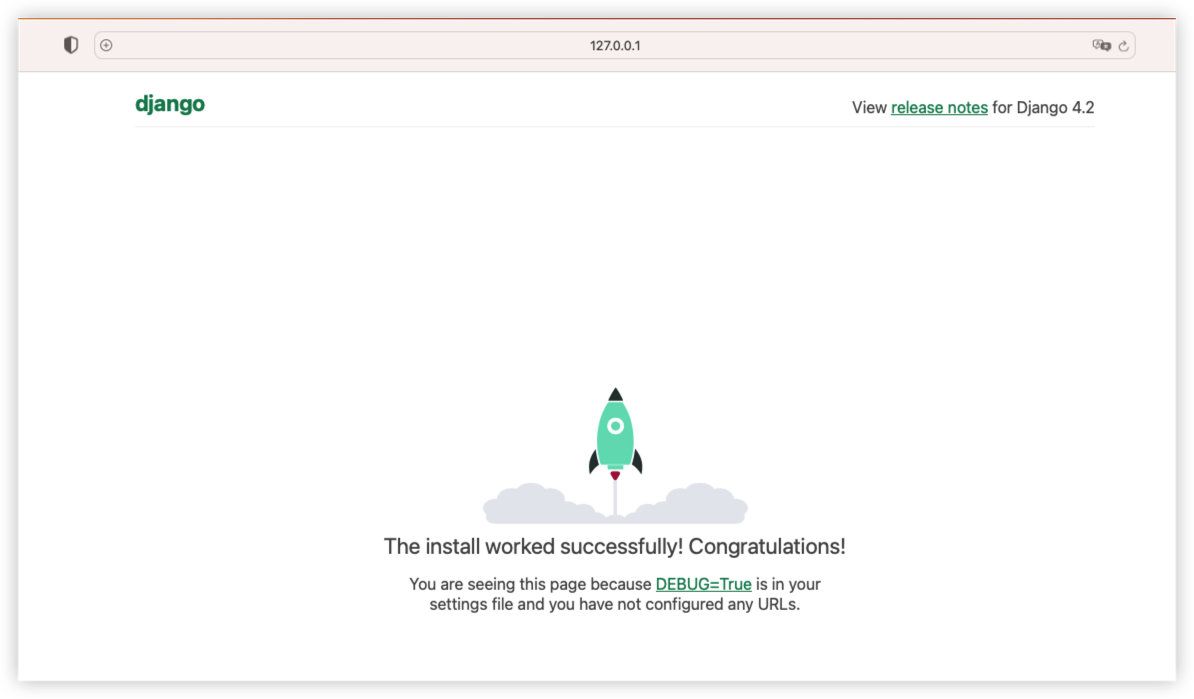 127.0.0.1
django
View release notes for Django 4.2
The install worked successfully! Congratulations!
You are seeing this page because DEBUG=True is in your
settings file and you have not configured any URLs.